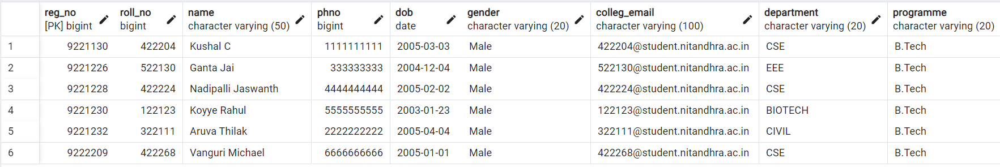 reg_no roll_no name phno dob gender colleg_email department programme
[PK] bigint bigint character varying (50) bigint date character varying (20) character varying (100) character varying (20) character varying (20)
1 9221130 422204 Kushal C 1111111111 2005-03-03 Male 422204@student.nitandhra.ac.in CSE B.Tech
2 9221226 522130 Ganta Jai 333333333 2004-12-04 Male 522130@student.nitandhra.ac.in EEE B.Tech
3 9221228 422224 Nadipalli Jaswanth 4444444444 2005-02-02 Male 422224@student.nitandhra.ac.in CSE B.Tech
4 9221230 122123 Koyye Rahul 5555555555 2003-01-23 Male 122123@student.nitandhra.ac.in BIOTECH B.Tech
5 9221232 322111 Aruva Thilak 2222222222 2005-04-04 Male 322111@student.nitandhra.ac.in CIVIL B.Tech
6 9222209 422268 Vanguri Michael 6666666666 2005-01-01 Male 422268@student.nitandhra.ac.in CSE B.Tech